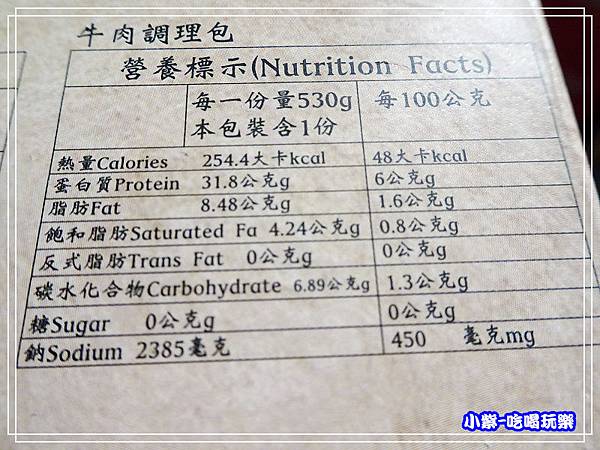 牛肉調理包
營養標示(Nutrition Facts)
每一份量530g 每100公克
本包裝含1份
熱量Calories 254.4大卡kcal 48大卡kcal
蛋白質Protein 31.8公克g 6公克g
脂肪Fat 8.48公克g 1.6公克g
飽和脂肪Saturated Fa 4.24公克g 0.8公克g
反式脂肪Trans Fat 0公克g 0公克g
碳水化合物Carbohydrate 6.89公克g 1.3公克g
糖Sugar 0公克g 0公克g
鈉Sodium 2385毫克 450 毫克mg
小紫-吃喝玩樂